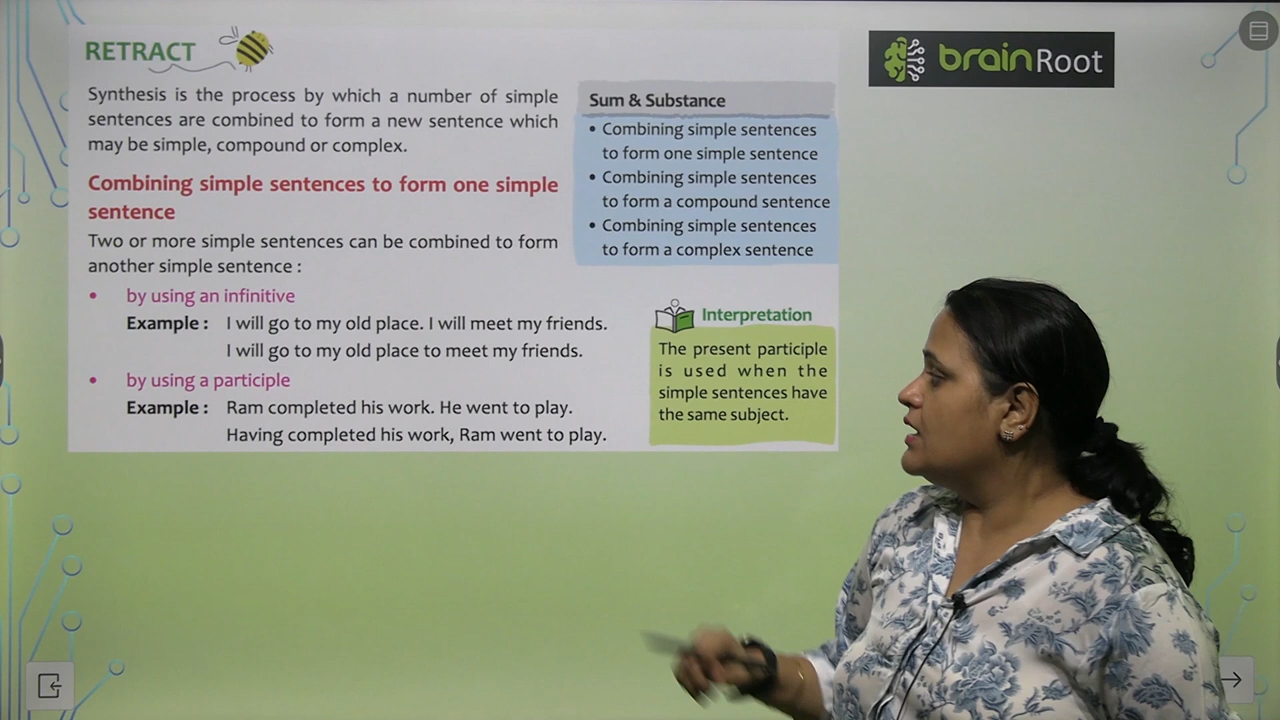 RETRACT
Synthesis is the process by which a number of simple
sentences are combined to form a new sentence which
may be simple, compound or complex.
Combining simple sentences to form one simple
sentence
Two or more simple sentences can be combined to form
another simple sentence :
• by using an infinitive
Example : I will go to my old place. I will meet my friends.
I will go to my old place to meet my friends.
• by using a participle
Example : Ram completed his work. He went to play.
Having completed his work, Ram went to play.
Sum & Substance
• Combining simple sentences
to form one simple sentence
• Combining simple sentences
to form a compound sentence
• Combining simple sentences
to form a complex sentence
Interpretation
The present participle
is used when the
simple sentences have
the same subject.
brainRoot